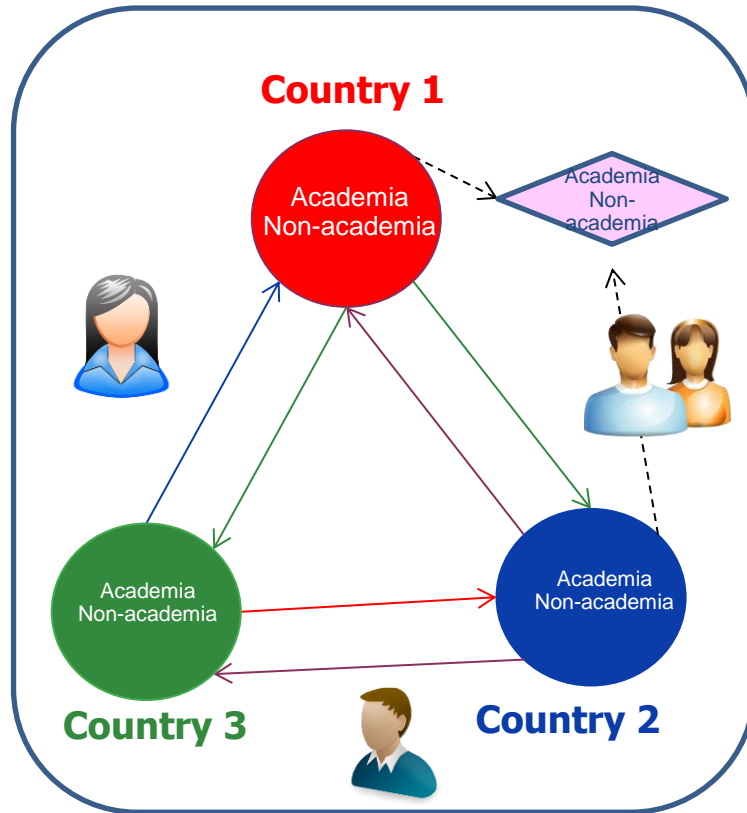 Country 1
Academia
Non-academia
Academia
Non-
academia
Academia
Non-academia
Academia
Non-academia
Country 3
Country 2